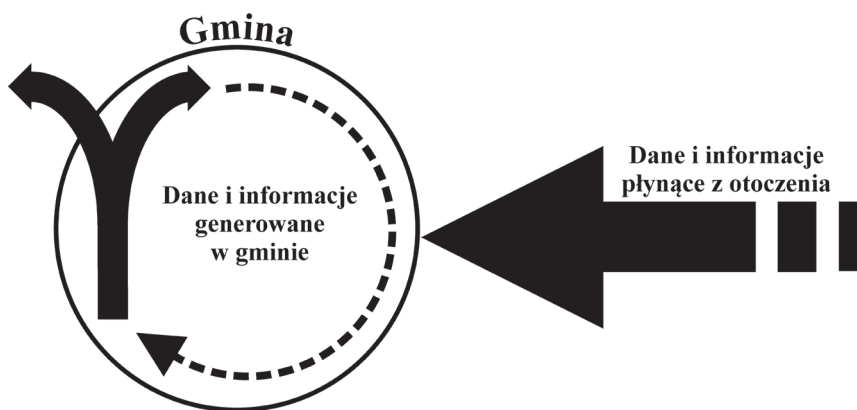 Gmina
Dane i informacje
generowane
w gminie
Dane i informacje
płynące z otoczenia